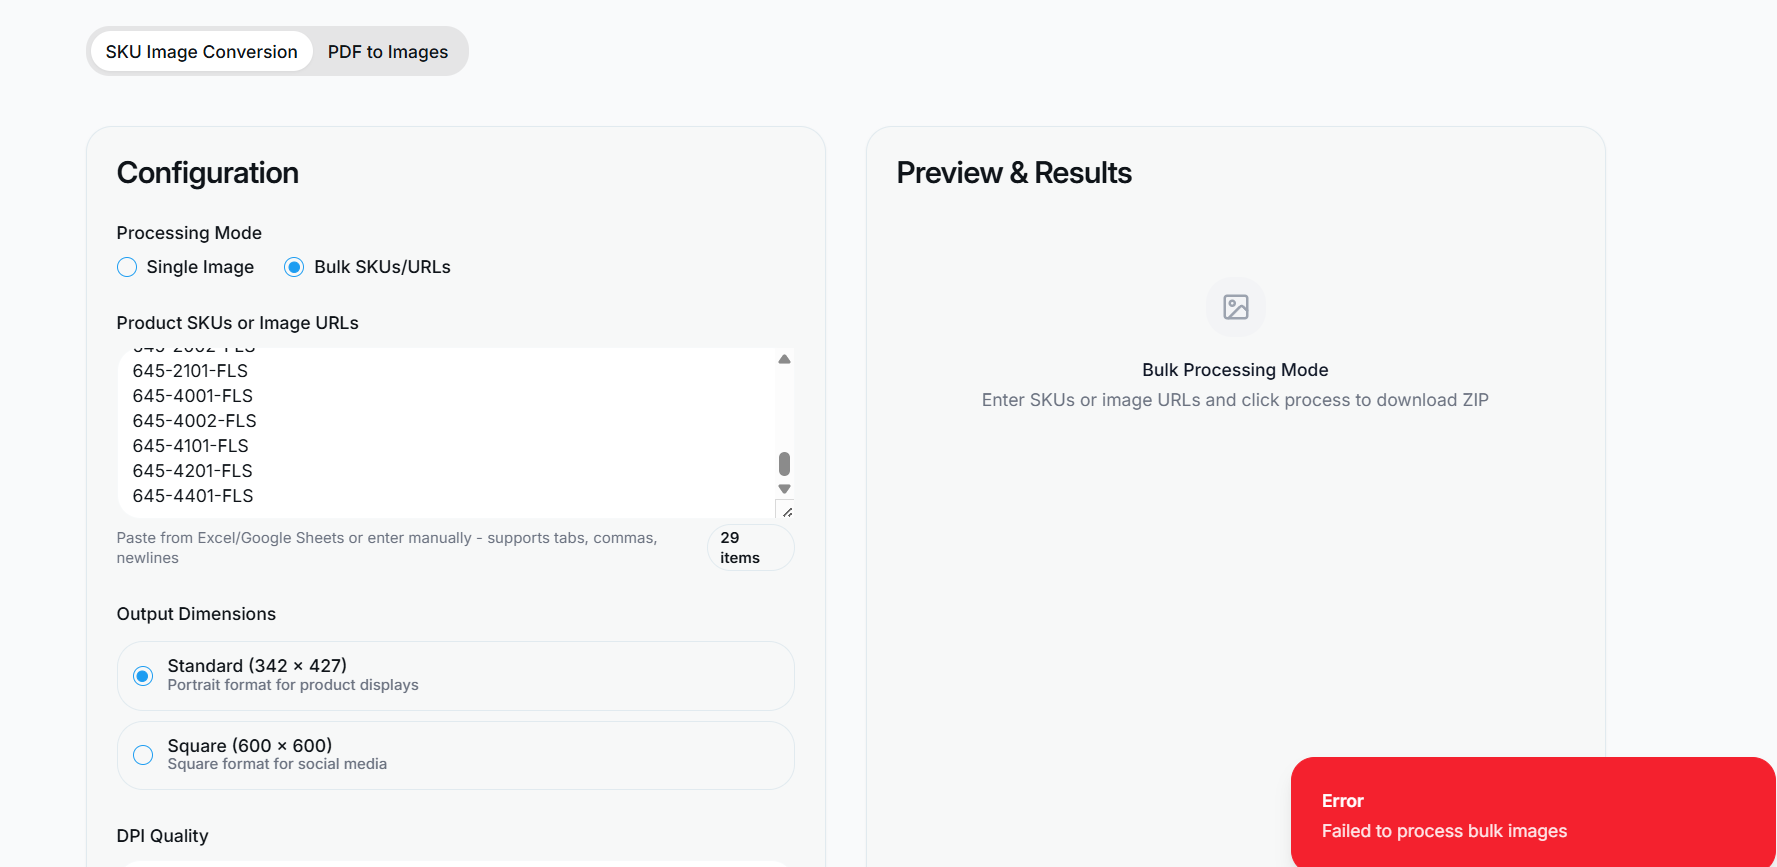 SKU Image Conversion
PDF to Images
Configuration
Processing Mode
Single Image
Bulk SKUs/URLs
Product SKUs or Image URLs
645-2101-FLS
645-4001-FLS
645-4002-FLS
645-4101-FLS
645-4201-FLS
645-4401-FLS
Paste from Excel/Google Sheets or enter manually - supports tabs, commas,
newlines
29
items
Output Dimensions
Standard (342 × 427)
Portrait format for product displays
Square (600 × 600)
Square format for social media
DPI Quality
Preview & Results
Bulk Processing Mode
Enter SKUs or image URLs and click process to download ZIP
Error
Failed to process bulk images